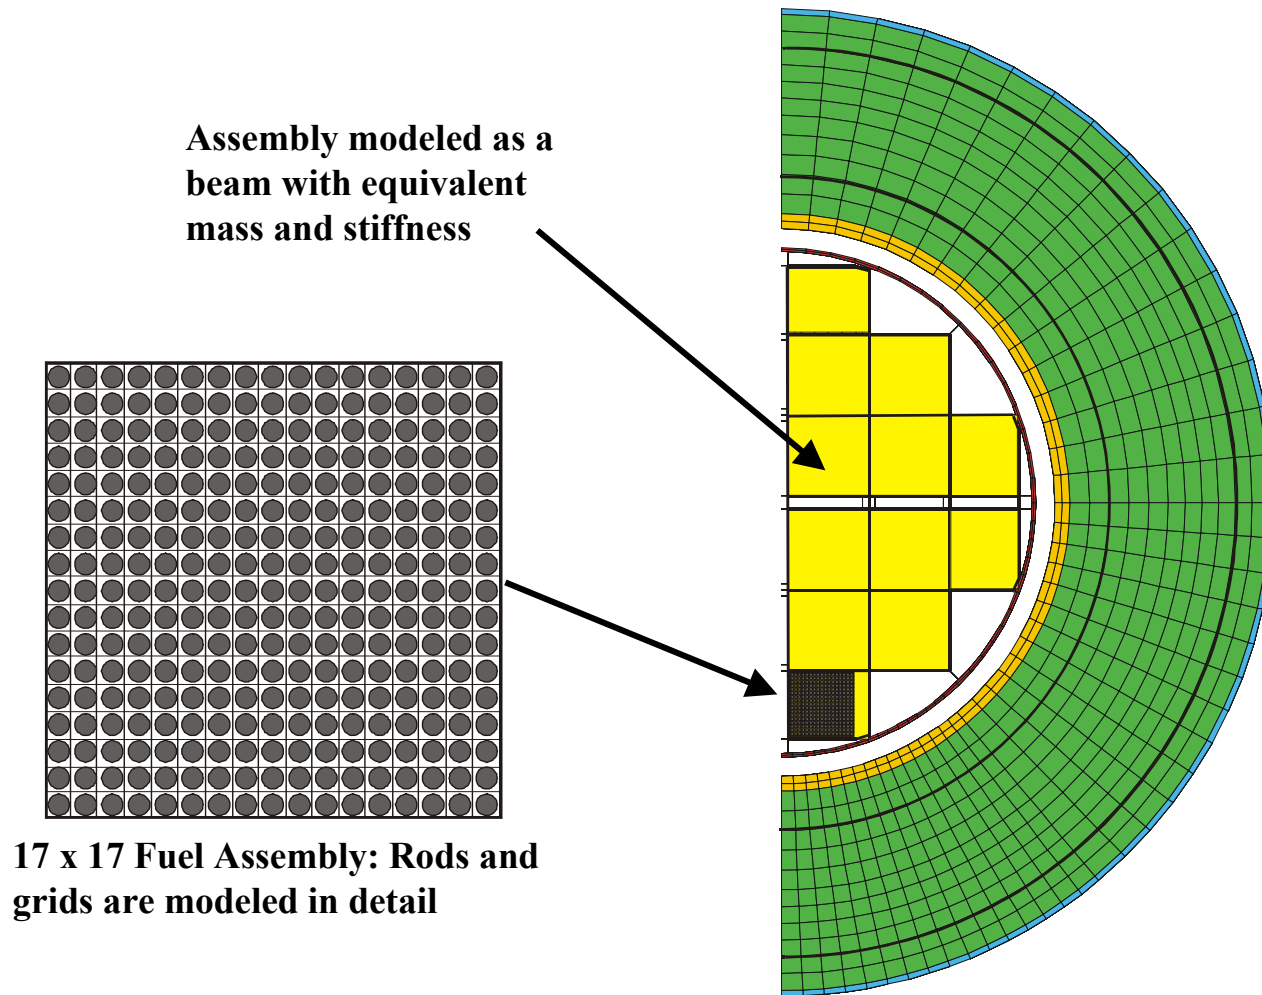 Assembly modeled as a
beam with equivalent
mass and stiffness
17 x 17 Fuel Assembly: Rods and
grids are modeled in detail